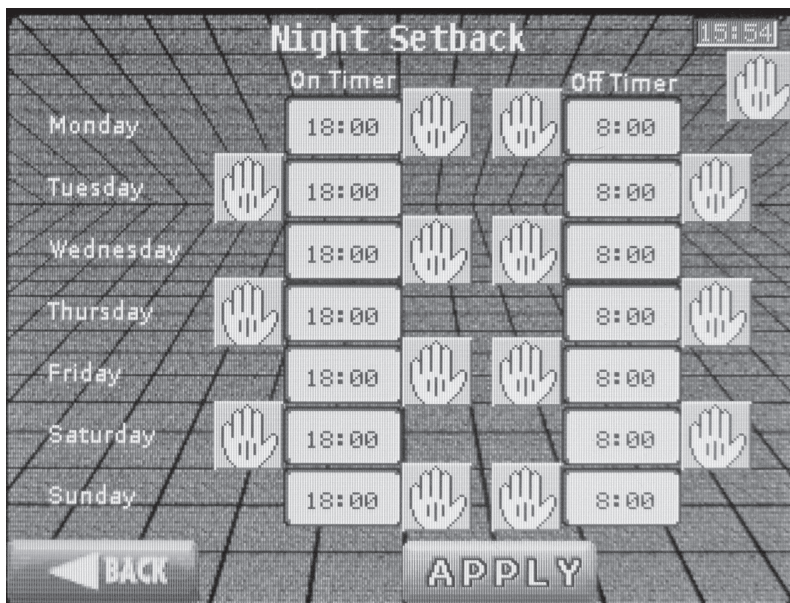 Night Setback 15:54
On Timer Off Timer
Monday 18:00 8:00
Tuesday 18:00 8:00
Wednesday 18:00 8:00
Thursday 18:00 8:00
Friday 18:00 8:00
Saturday 18:00 8:00
Sunday 18:00 8:00
BACK APPLY